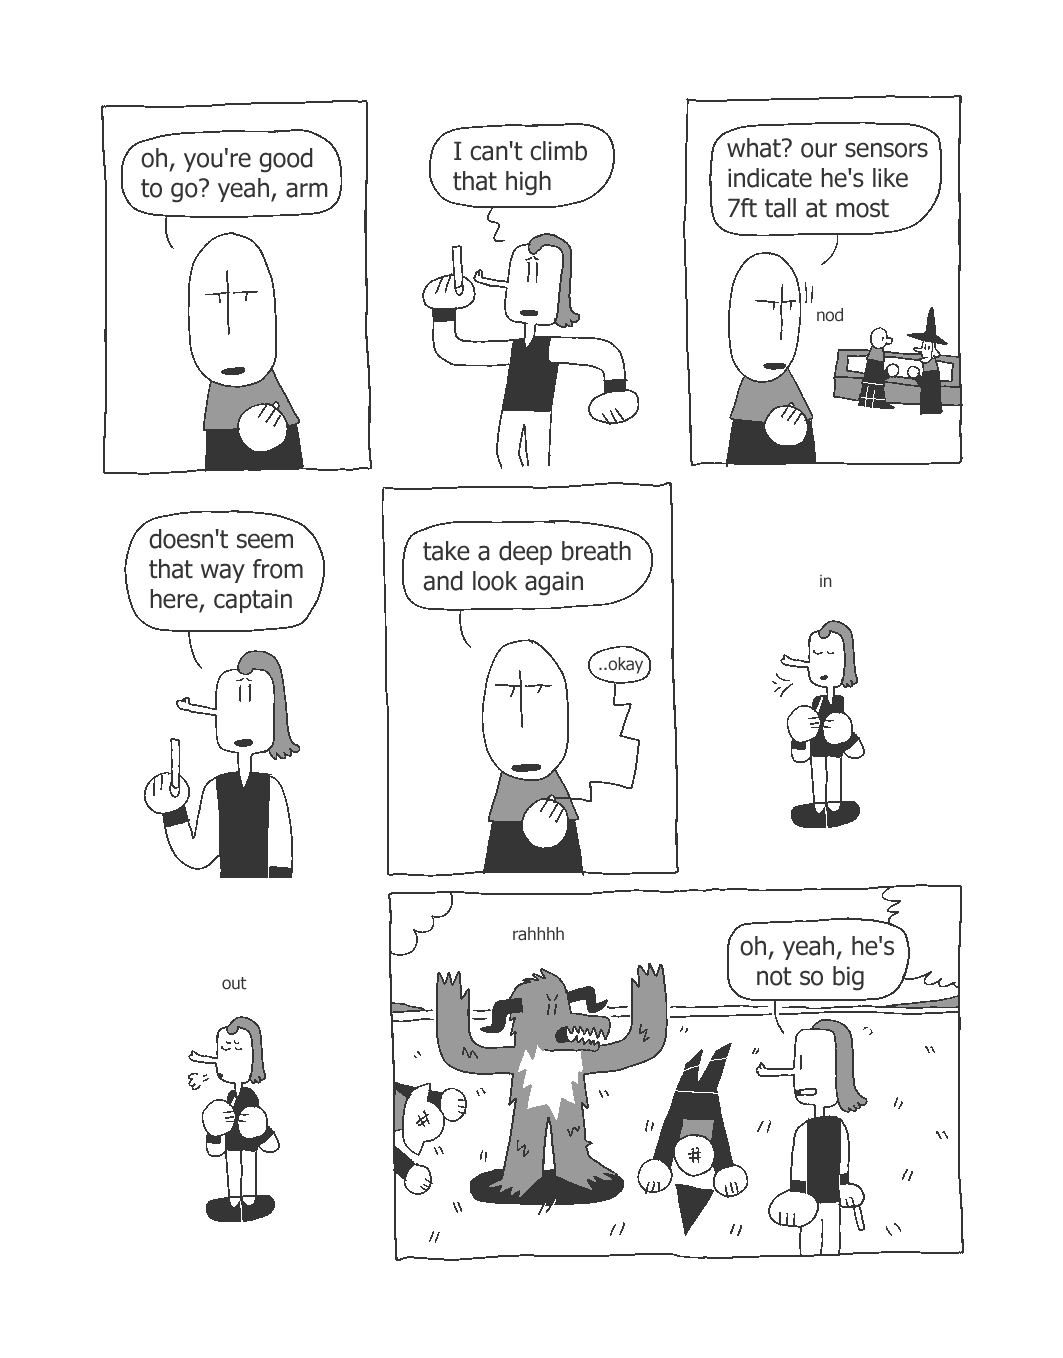 oh, you're good
to go? yeah, arm
I can't climb
that high
what? our sensors
indicate he's like
7ft tall at most
nod
doesn't seem
that way from
here, captain
take a deep breath
and look again
..okay
in
out
rahhhh
oh, yeah, he's
not so big